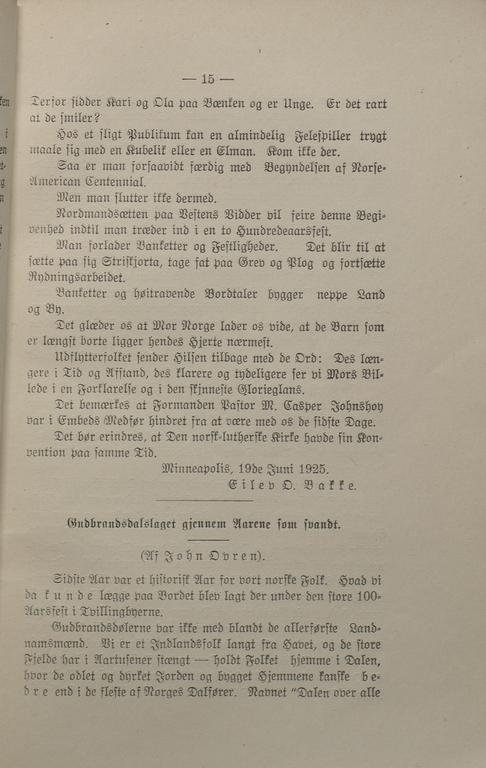 — 15 —
Derfor sidder Kari og Ola paa Bænken og er Unge. Er det rart
at de smiler?
Hos et sligt Publikum kan en almindelig Felespiller trygt
maale sig med en Kubelik eller en Elman. Kom ikke der.
Saa er man forsaavidt færdig med Begyndelsen af Norse-
American Centennial.
Men man slutter ikke dermed.
Nordmandsætten paa Vestens Vidder vil feire denne Begi-
venhed indtil man træder ind i en to Hundredeaarsfest.
Man forlader Banketter og Festligheder. Det blir til at
sætte paa sig Striskjorta, tage fat paa Grev og Plog og fortsætte
Rydningsarbeidet.
Banketter og høitravende Bordtaler bygger neppe Land
og By.
Det glæder os at Mor Norge lader os vide, at de Barn som
er længst borte ligger hendes Hjerte nærmest.
Udflytterfolket sender Hilsen tilbage med de Ord: Des læn-
gere i Tid og Afstand, des klarere og tydeligere ser vi Mors Bil-
lede i en Forklarelse og i den skjønneste Glorieglans.
Det bemærkes at Formanden Pastor M. Casper Johnshoy
var i Embeds Medfør hindret fra at være med os de sidste Dage.
Det bør erindres, at Den norsk-lutherske Kirke havde sin Kon-
vention paa samme Tid.
Minneapolis, 19de Juni 1925.
Eilev O. Bakke.
Gudbrandsdalslaget gjennem Aarene som svandt.
(Af John Ovren).
Sidste Aar var et historisk Aar for vort norske Folk. Hvad vi
da kunde lægge paa Bordet blev lagt der under den store 100-
Aarsfest i Tvillingbyerne.
Gudbrandsdølerne var ikke med blandt de allerførste Land-
namsmænd. Vi er et Indlandsfolk langt fra Havet, og de store
Fjelde har i Aartusener stængt — holdt Folket hjemme i Dalen,
hvor de odlet og dyrket Jorden og bygget Hjemmene kanske be-
dre end i de fleste af Norges Dalfører. Navnet "Dalen over alle